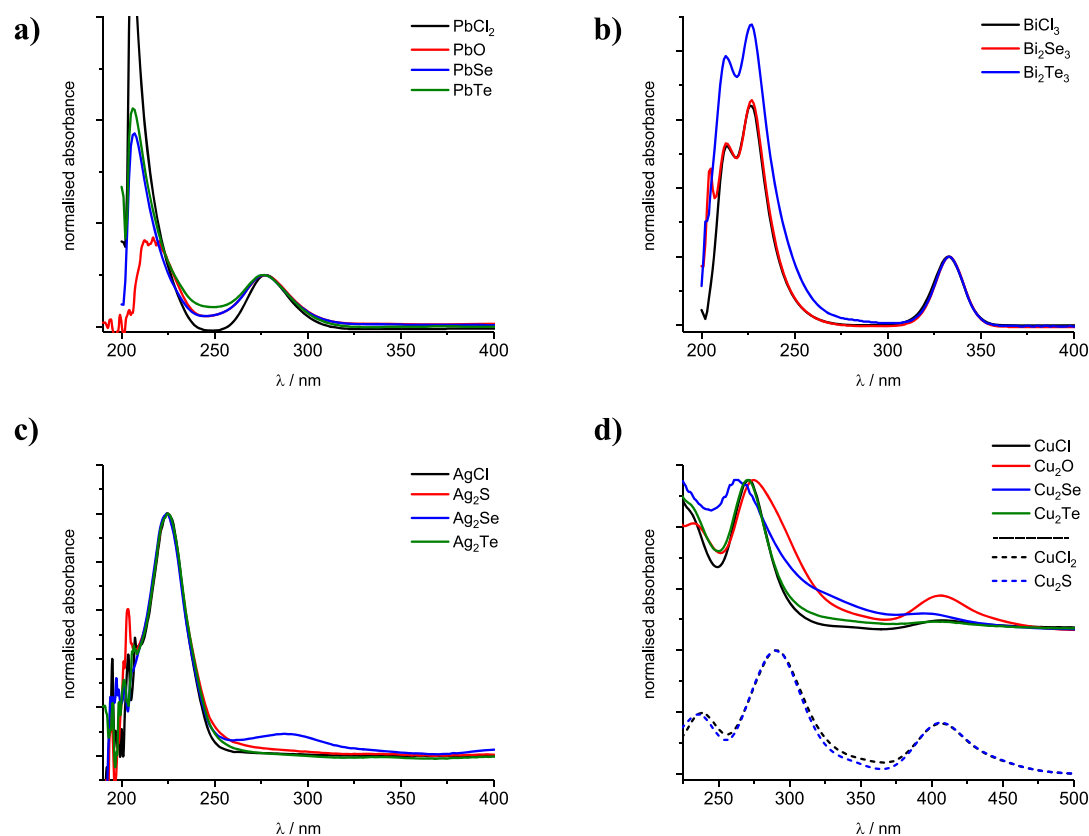 a)
PbCl₂
PbO
PbSe
PbTe
normalised absorbance
200 250 300 350 400
λ / nm
b)
BiCl₃
Bi₂Se₃
Bi₂Te₃
normalised absorbance
200 250 300 350 400
λ / nm
c)
AgCl
Ag₂S
Ag₂Se
Ag₂Te
normalised absorbance
200 250 300 350 400
λ / nm
d)
CuCl
Cu₂O
Cu₂Se
Cu₂Te
CuCl₂
Cu₂S
normalised absorbance
250 300 350 400 450 500
λ / nm